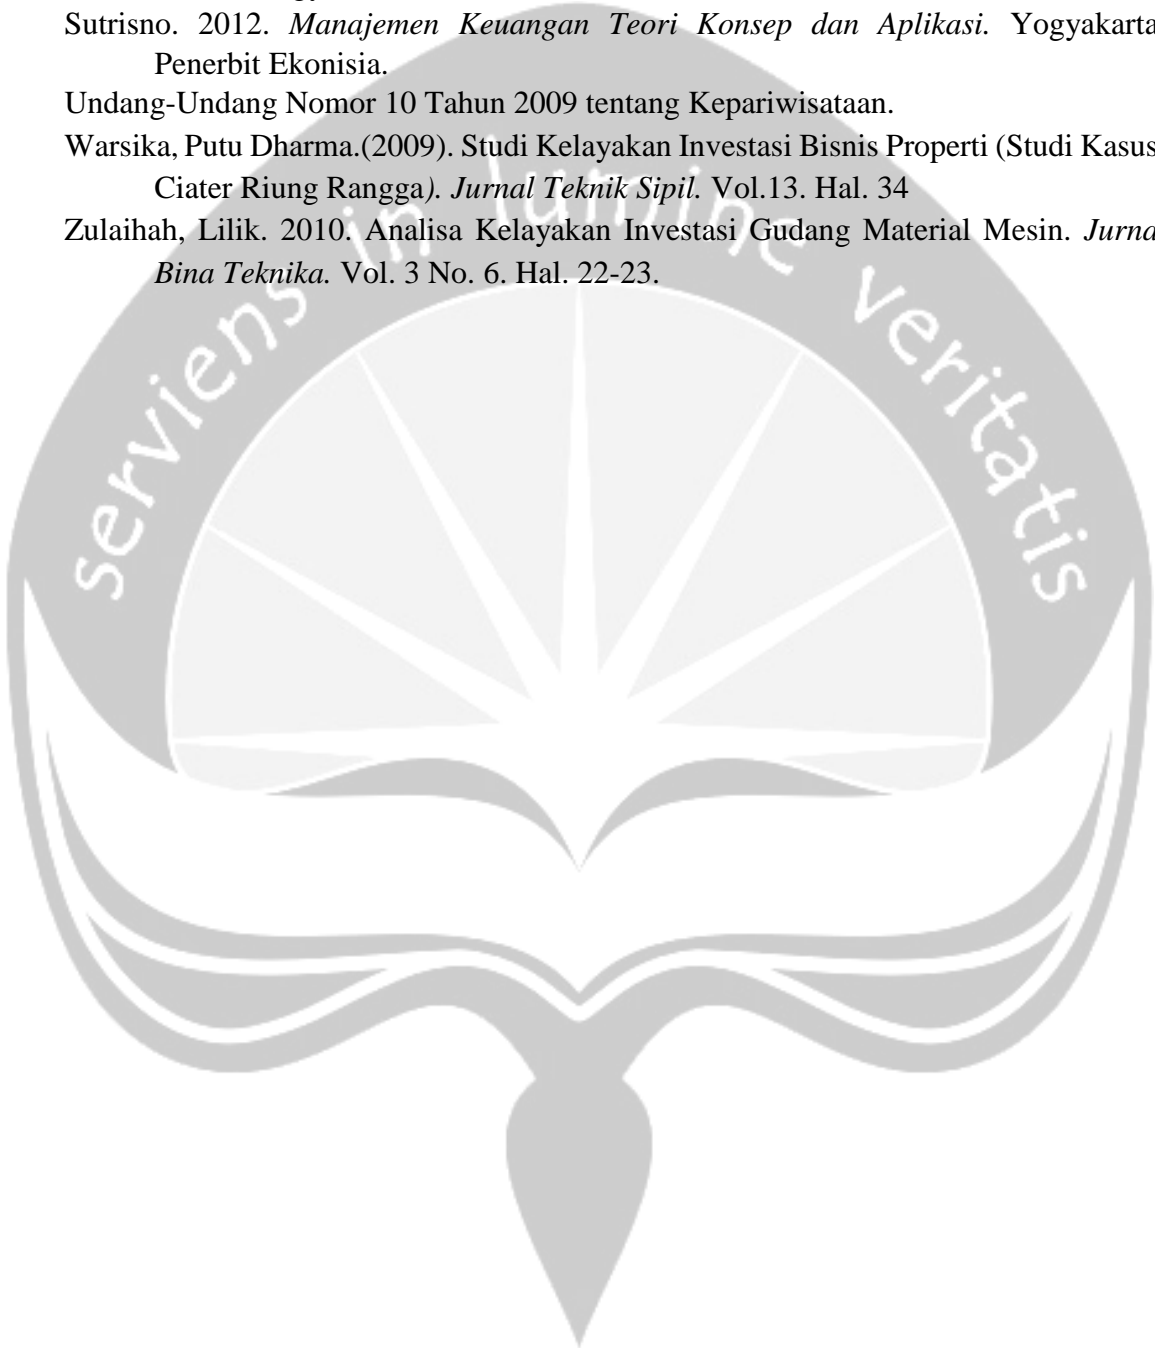 Sutrisno. 2012. Manajemen Keuangan Teori Konsep dan Aplikasi. Yogyakarta
Penerbit Ekonisia.
Undang-Undang Nomor 10 Tahun 2009 tentang Kepariwisataan.
Warsika, Putu Dharma.(2009). Studi Kelayakan Investasi Bisnis Properti (Studi Kasus
Ciater Riung Rangga). Jurnal Teknik Sipil. Vol.13. Hal. 34
Zulaihah, Lilik. 2010. Analisa Kelayakan Investasi Gudang Material Mesin. Jurna
Bina Teknika. Vol. 3 No. 6. Hal. 22-23.
serviens in lumine veritatis